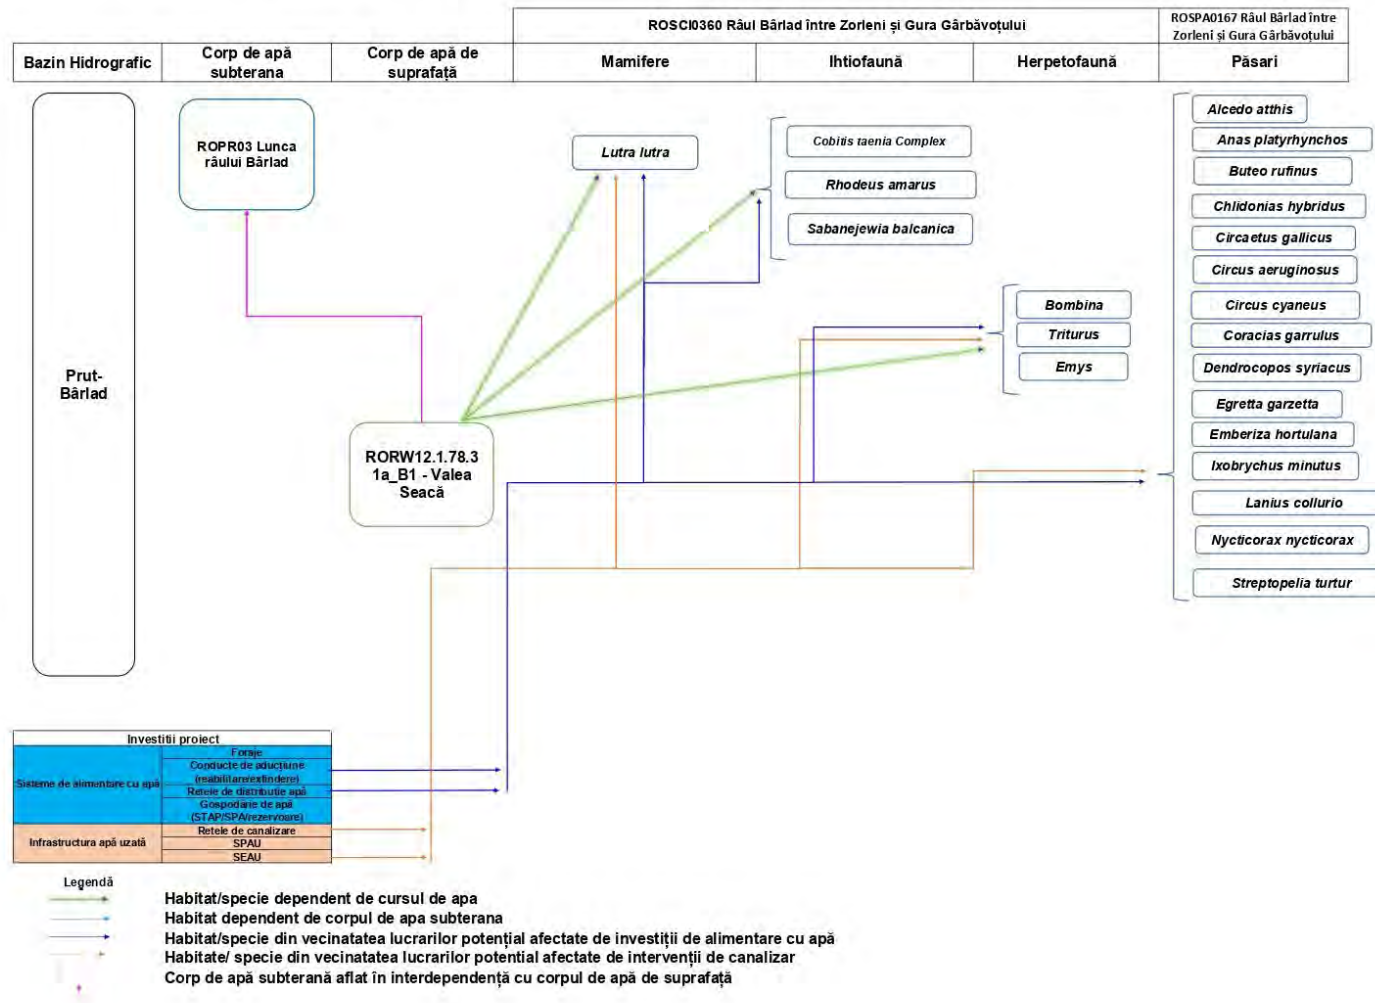 ROSCI0360 Râul Bârlad între Zorleni și Gura Gârbăvoțului
ROSPA0167 Râul Bârlad între
Zorleni și Gura Gârbăvoțului
Bazin Hidrografic
Corp de apă
subterana
Corp de apă de
suprafață
Mamifere
Ihtiofaună
Herpetofaună
Păsari
Prut-
Bârlad
ROPR03 Lunca
râului Bârlad
RORW12.1.78.3
1a_B1 - Valea
Seacă
Lutra lutra
Cobitis taenia Complex
Rhodeus amarus
Sabanejewia balcanica
Bombina
Triturus
Emys
Alcedo atthis
Anas platyrhynchos
Buteo rufinus
Chlidonias hybridus
Circaetus gallicus
Circus aeruginosus
Circus cyaneus
Coracias garrulus
Dendrocopos syriacus
Egretta garzetta
Emberiza hortulana
Ixobrychus minutus
Lanius collurio
Nycticorax nycticorax
Streptopelia turtur
Investitii proiect
Sisteme de alimentare cu apă
Foraje
Conducte de aducțiune
(reabilitare/extindere)
Retele de distributie apă
Gospodărie de apă
(STAP/SPA/rezervoare)
Infrastructura apă uzată
Retele de canalizare
SPAU
SEAU
Legendă
Habitat/specie dependent de cursul de apa
Habitat dependent de corpul de apa subterana
Habitat/specie din vecinatatea lucrarilor potențial afectate de investiții de alimentare cu apă
Habitate/ specie din vecinatatea lucrarilor potential afectate de intervenții de canalizar
Corp de apă subterană aflat în interdependență cu corpul de apă de suprafață